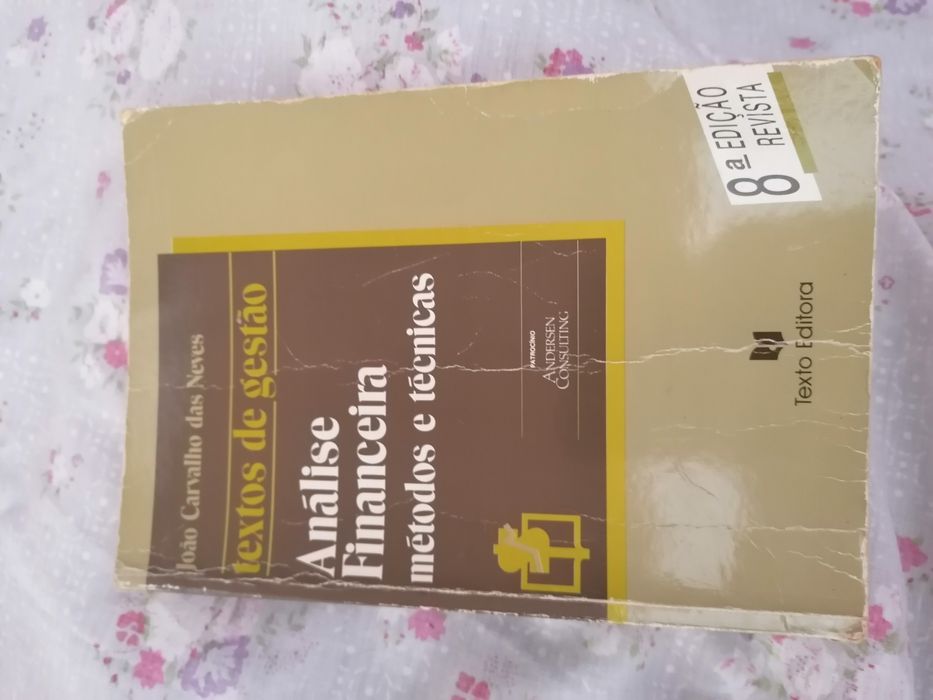 João Carvalho das Neves
textos de gestão
Análise
Financeira
métodos e técnicas
PATROCÍNIO
ANDERSEN
CONSULTING
Texto Editora
8ª EDIÇÃO
REVISTA